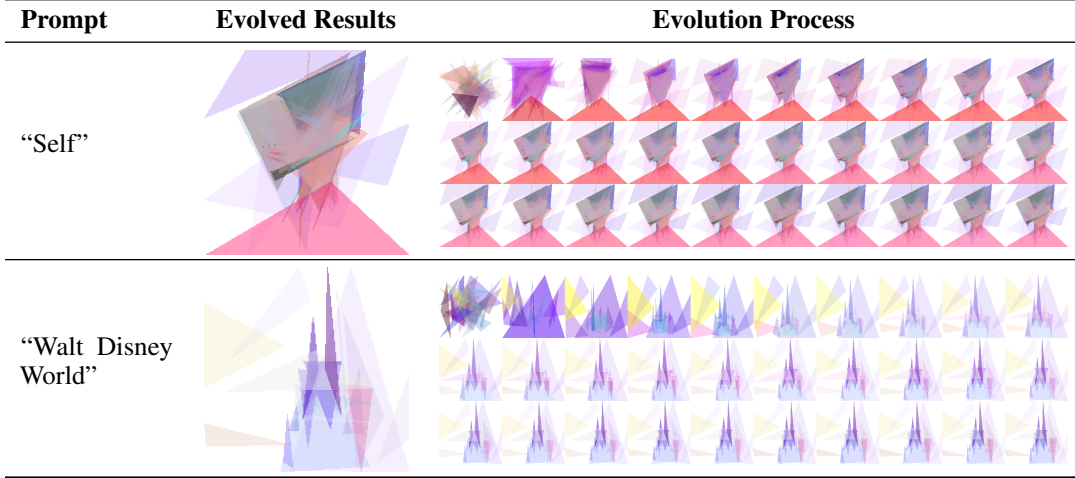 Prompt Evolved Results Evolution Process
“Self”
“Walt Disney
World”